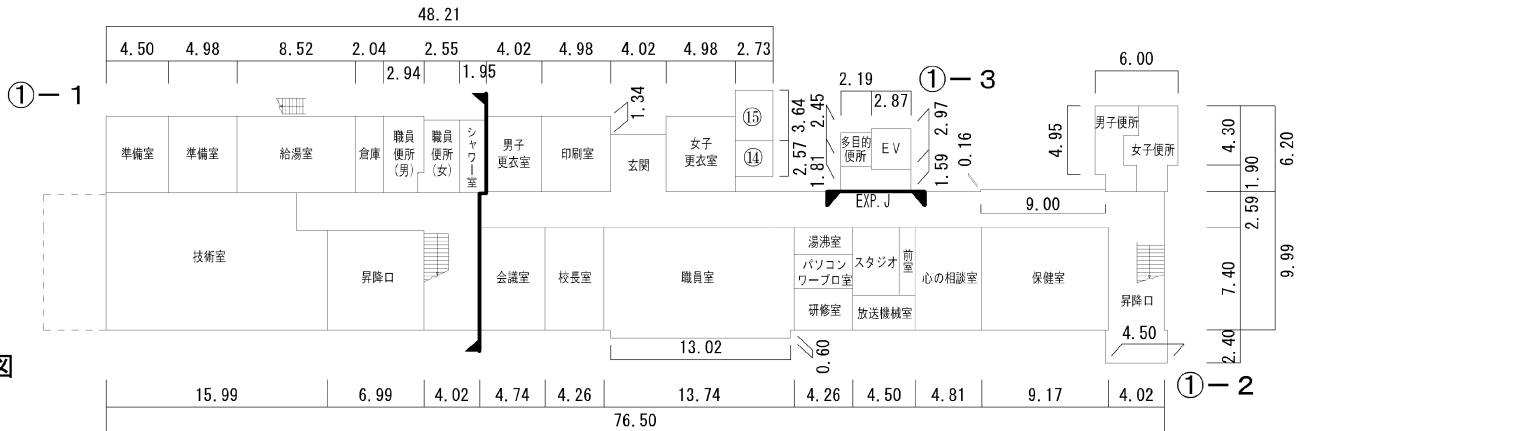 48.21
4.50 4.98 8.52 2.04 2.55 4.02 4.98 4.02 4.98 2.73
2.94 1.95
①－1
1.34
3.64
2.57
2.19
2.87
2.45
1.81
①－3
2.97
1.59
0.16
6.00
4.95
4.30
1.90
6.20
2.59
9.99
7.40
2.40
準備室
準備室
給湯室
倉庫
職員
便所
(男)
職員
便所
(女)
シャワー室
男子
更衣室
印刷室
玄関
女子
更衣室
⑮
⑭
多目的
便所
EV
EXP.J
9.00
男子便所
女子便所
技術室
昇降口
会議室
校長室
職員室
湯沸室
パソコン
ワープロ室
研修室
スタジオ
前室
放送機械室
心の相談室
保健室
昇降口
4.50
13.02
0.60
図
①－2
15.99 6.99 4.02 4.74 4.26 13.74 4.26 4.50 4.81 9.17 4.02
76.50